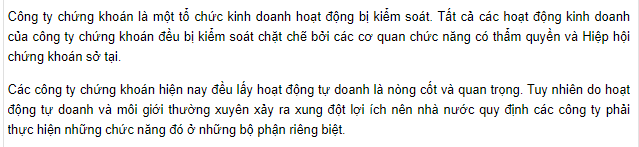 Công ty chứng khoán là một tổ chức kinh doanh hoạt động bị kiểm soát. Tất cả các hoạt động kinh doanh
của công ty chứng khoán đều bị kiểm soát chặt chẽ bởi các cơ quan chức năng có thẩm quyền và Hiệp hội
chứng khoán sở tại.
Các công ty chứng khoán hiện nay đều lấy hoạt động tự doanh là nòng cốt và quan trọng. Tuy nhiên do hoạt
động tự doanh và môi giới thường xuyên xảy ra xung đột lợi ích nên nhà nước quy định các công ty phải
thực hiện những chức năng đó ở những bộ phận riêng biệt.